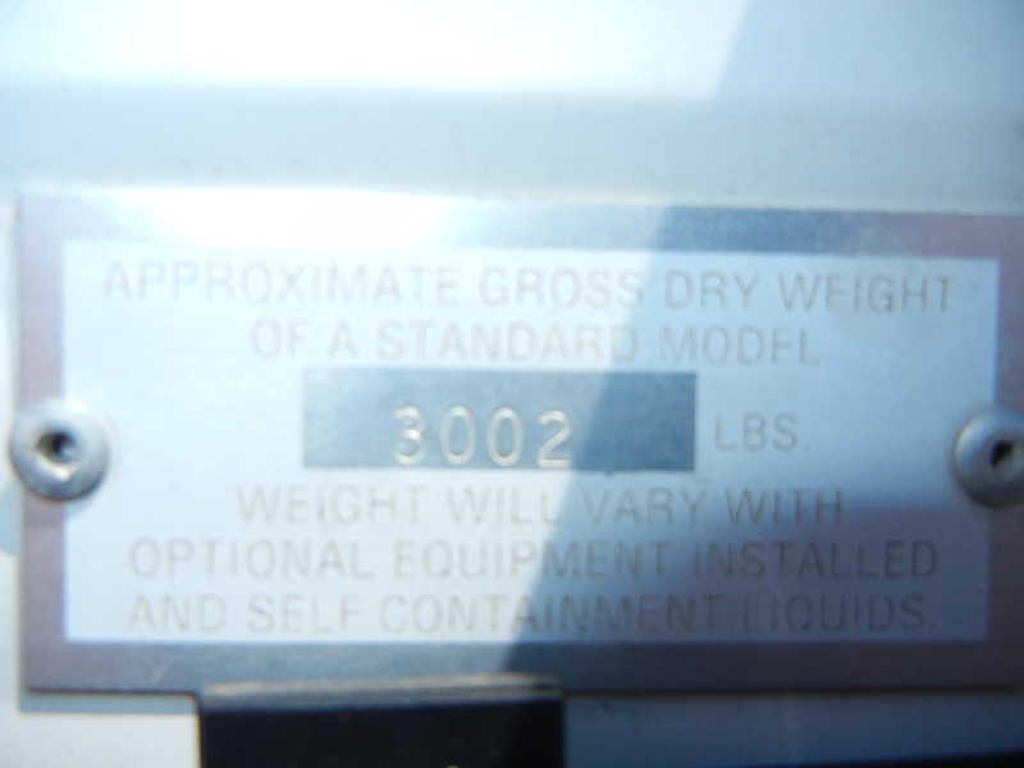 APPROXIMATE GROSS DRY WEIGHT
OF A STANDARD MODEL
3002 LBS.
WEIGHT WILL VARY WITH
OPTIONAL EQUIPMENT INSTALLED
AND SELF CONTAINMENT LIQUIDS.